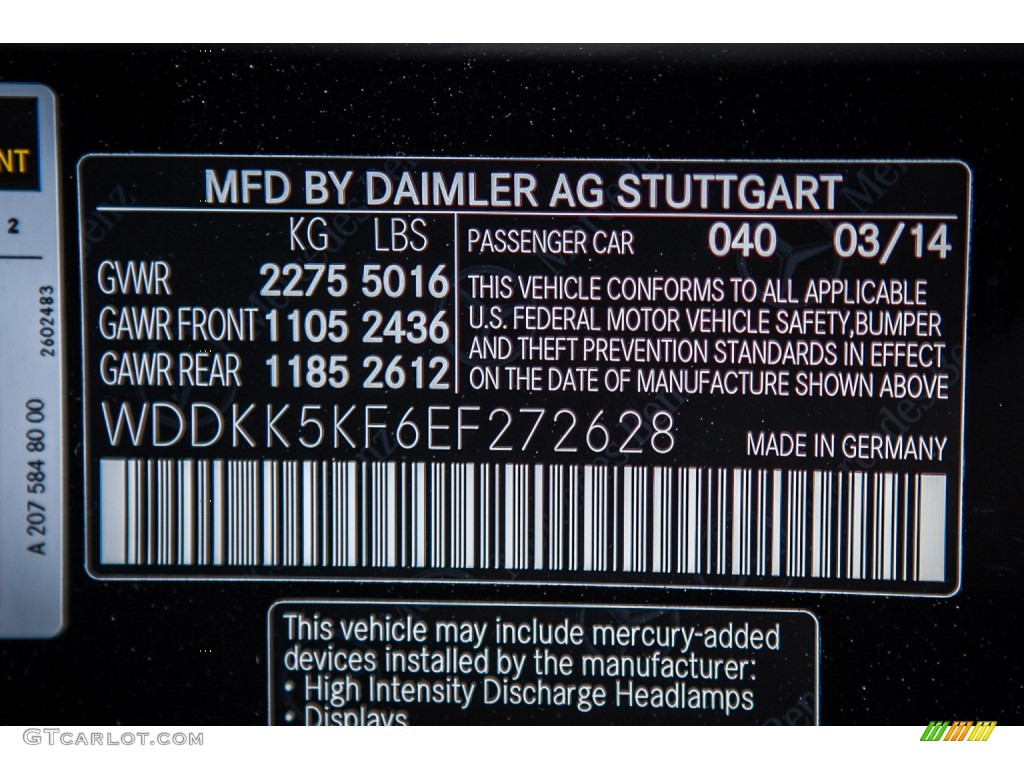 NT
2
2602483
A 207 584 80 00
MFD BY DAIMLER AG STUTTGART
KG LBS
GVWR 2275 5016
GAWR FRONT 1105 2436
GAWR REAR 1185 2612
PASSENGER CAR 040 03/14
THIS VEHICLE CONFORMS TO ALL APPLICABLE
U.S. FEDERAL MOTOR VEHICLE SAFETY,BUMPER
AND THEFT PREVENTION STANDARDS IN EFFECT
ON THE DATE OF MANUFACTURE SHOWN ABOVE
WDDKK5KF6EF272628
MADE IN GERMANY
This vehicle may include mercury-added
devices installed by the manufacturer:
• High Intensity Discharge Headlamps
• Displays
GTCARLOT.COM